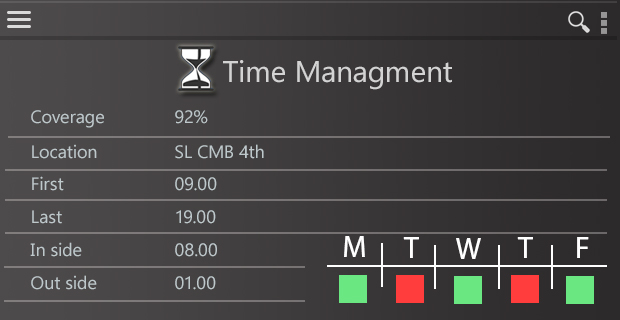 Time Managment
Coverage 92%
Location SL CMB 4th
First 09.00
Last 19.00
In side 08.00
Out side 01.00
M T W T F